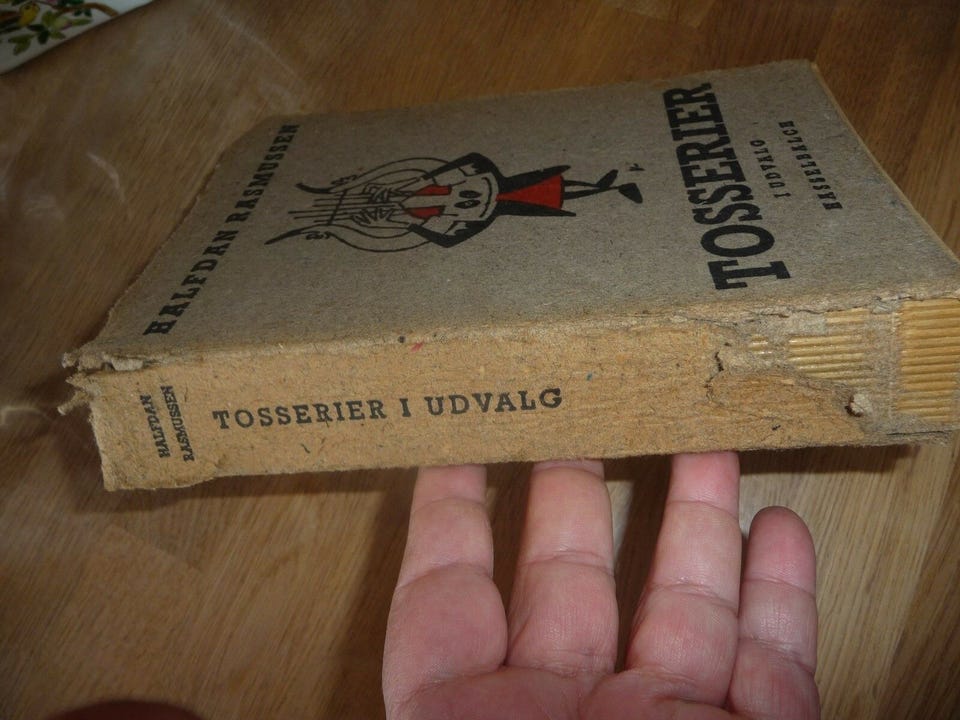 HALFDAN RASMUSSEN
TOSSERIER
I UDVALG
HASSELBALCH
HALFDAN
RASMUSSEN
TOSSERIER I UDVALG